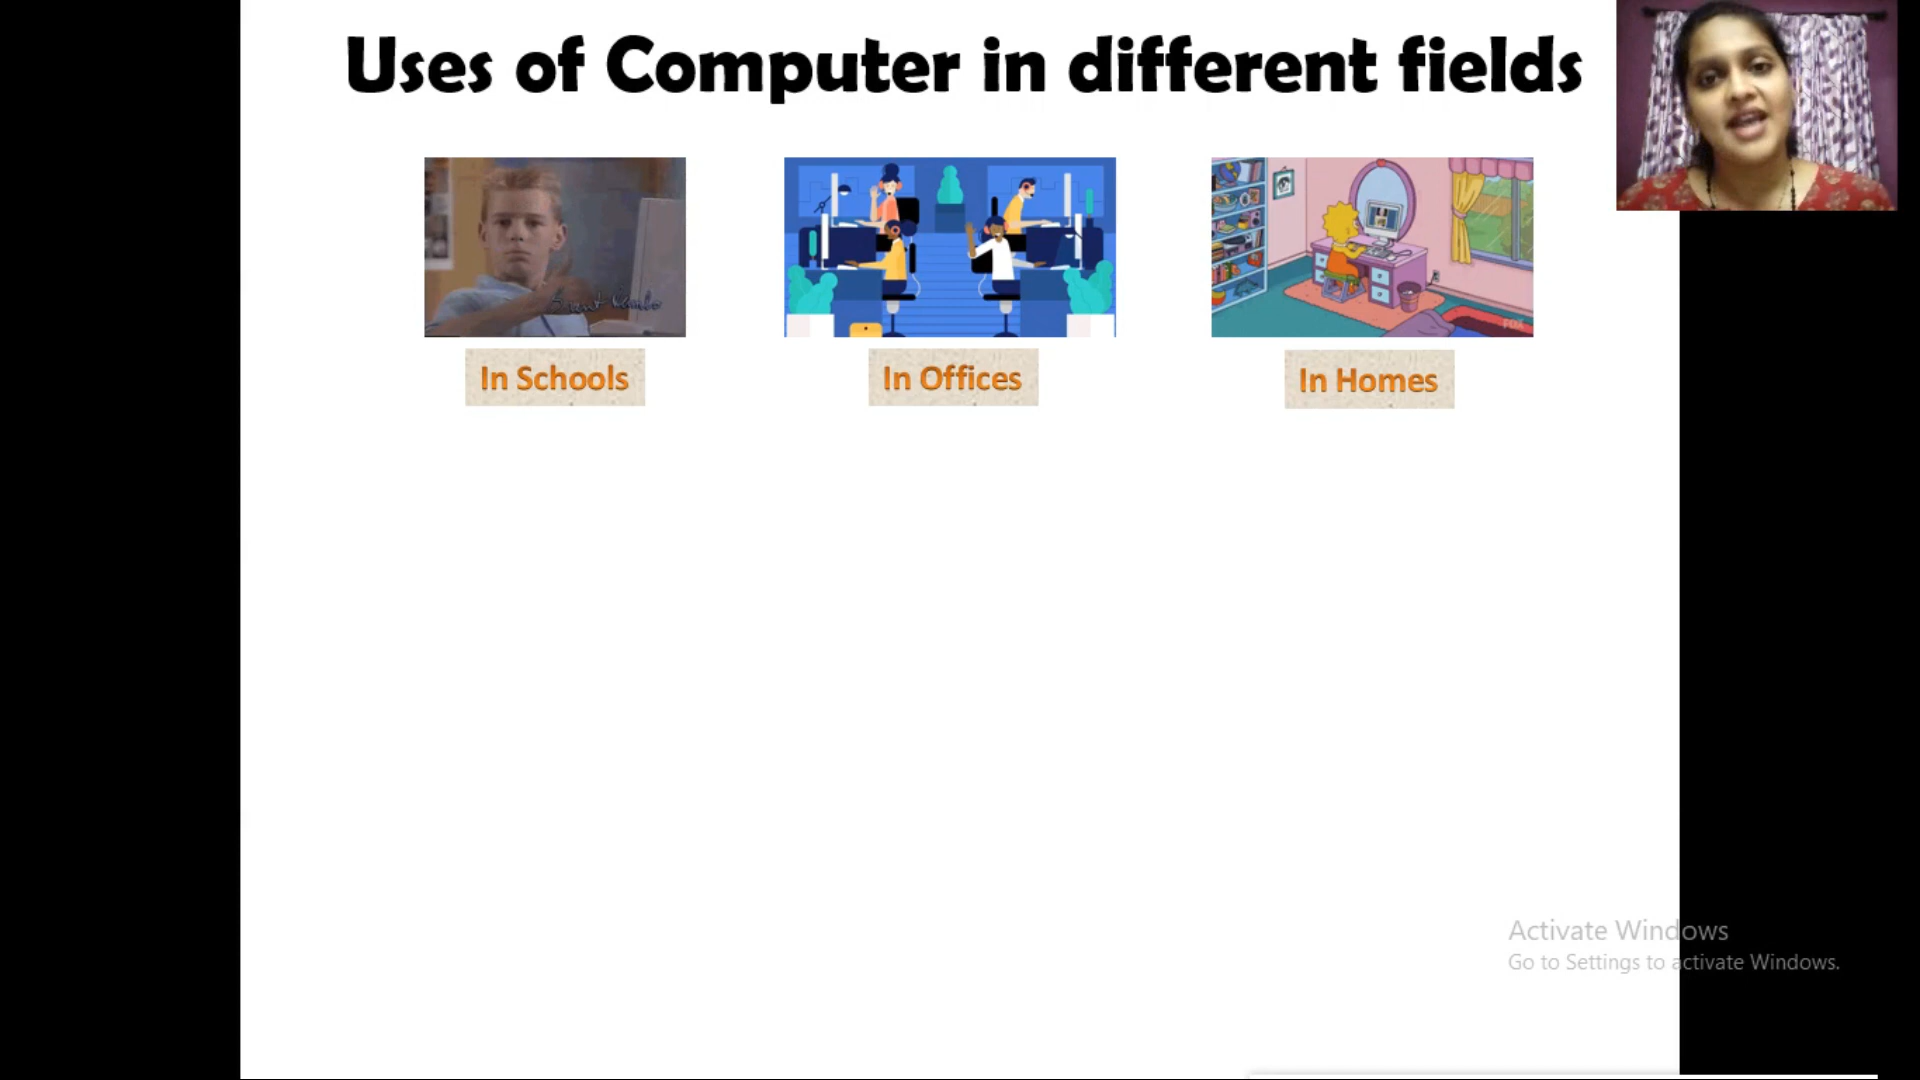 Uses of Computer in different fields
In Schools
In Offices
In Homes
FOX
Activate Windows
Go to Settings to activate Windows.